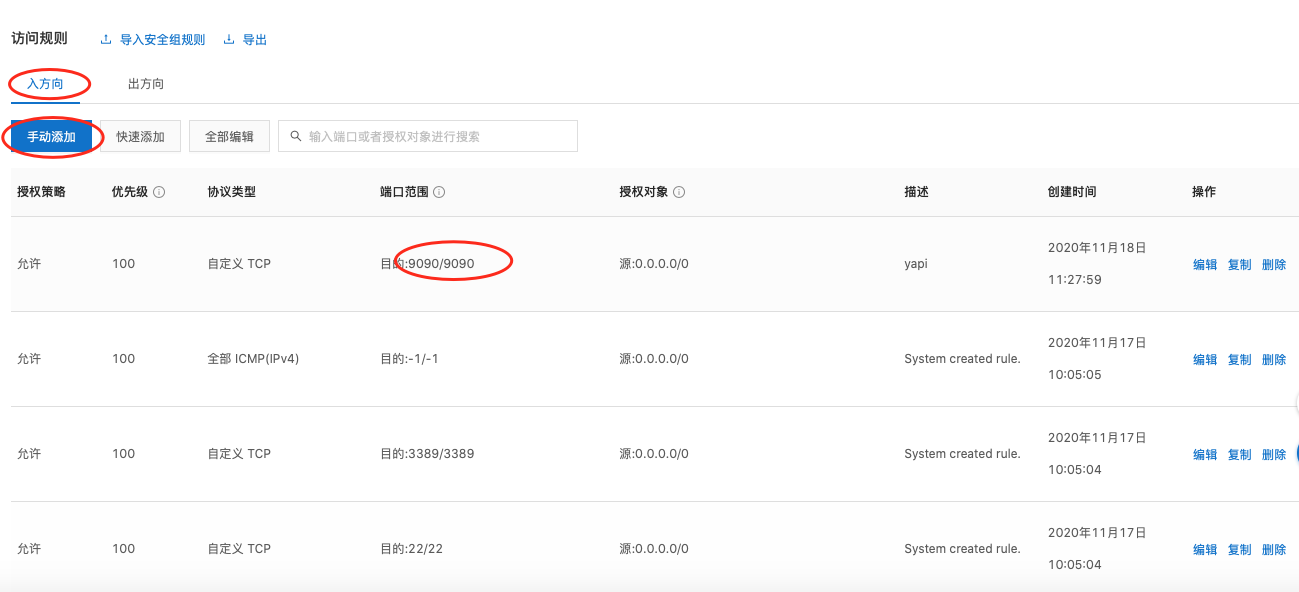 访问规则 导入安全组规则 导出
入方向 出方向
手动添加 快速添加 全部编辑 输入端口或者授权对象进行搜索
授权策略 优先级 协议类型 端口范围 授权对象 描述 创建时间 操作
允许 100 自定义 TCP 目的:9090/9090 源:0.0.0.0/0 yapi 2020年11月18日 11:27:59 编辑 复制 删除
允许 100 全部 ICMP(IPv4) 目的:-1/-1 源:0.0.0.0/0 System created rule. 2020年11月17日 10:05:05 编辑 复制 删除
允许 100 自定义 TCP 目的:3389/3389 源:0.0.0.0/0 System created rule. 2020年11月17日 10:05:04 编辑 复制 删除
允许 100 自定义 TCP 目的:22/22 源:0.0.0.0/0 System created rule. 2020年11月17日 10:05:04 编辑 复制 删除